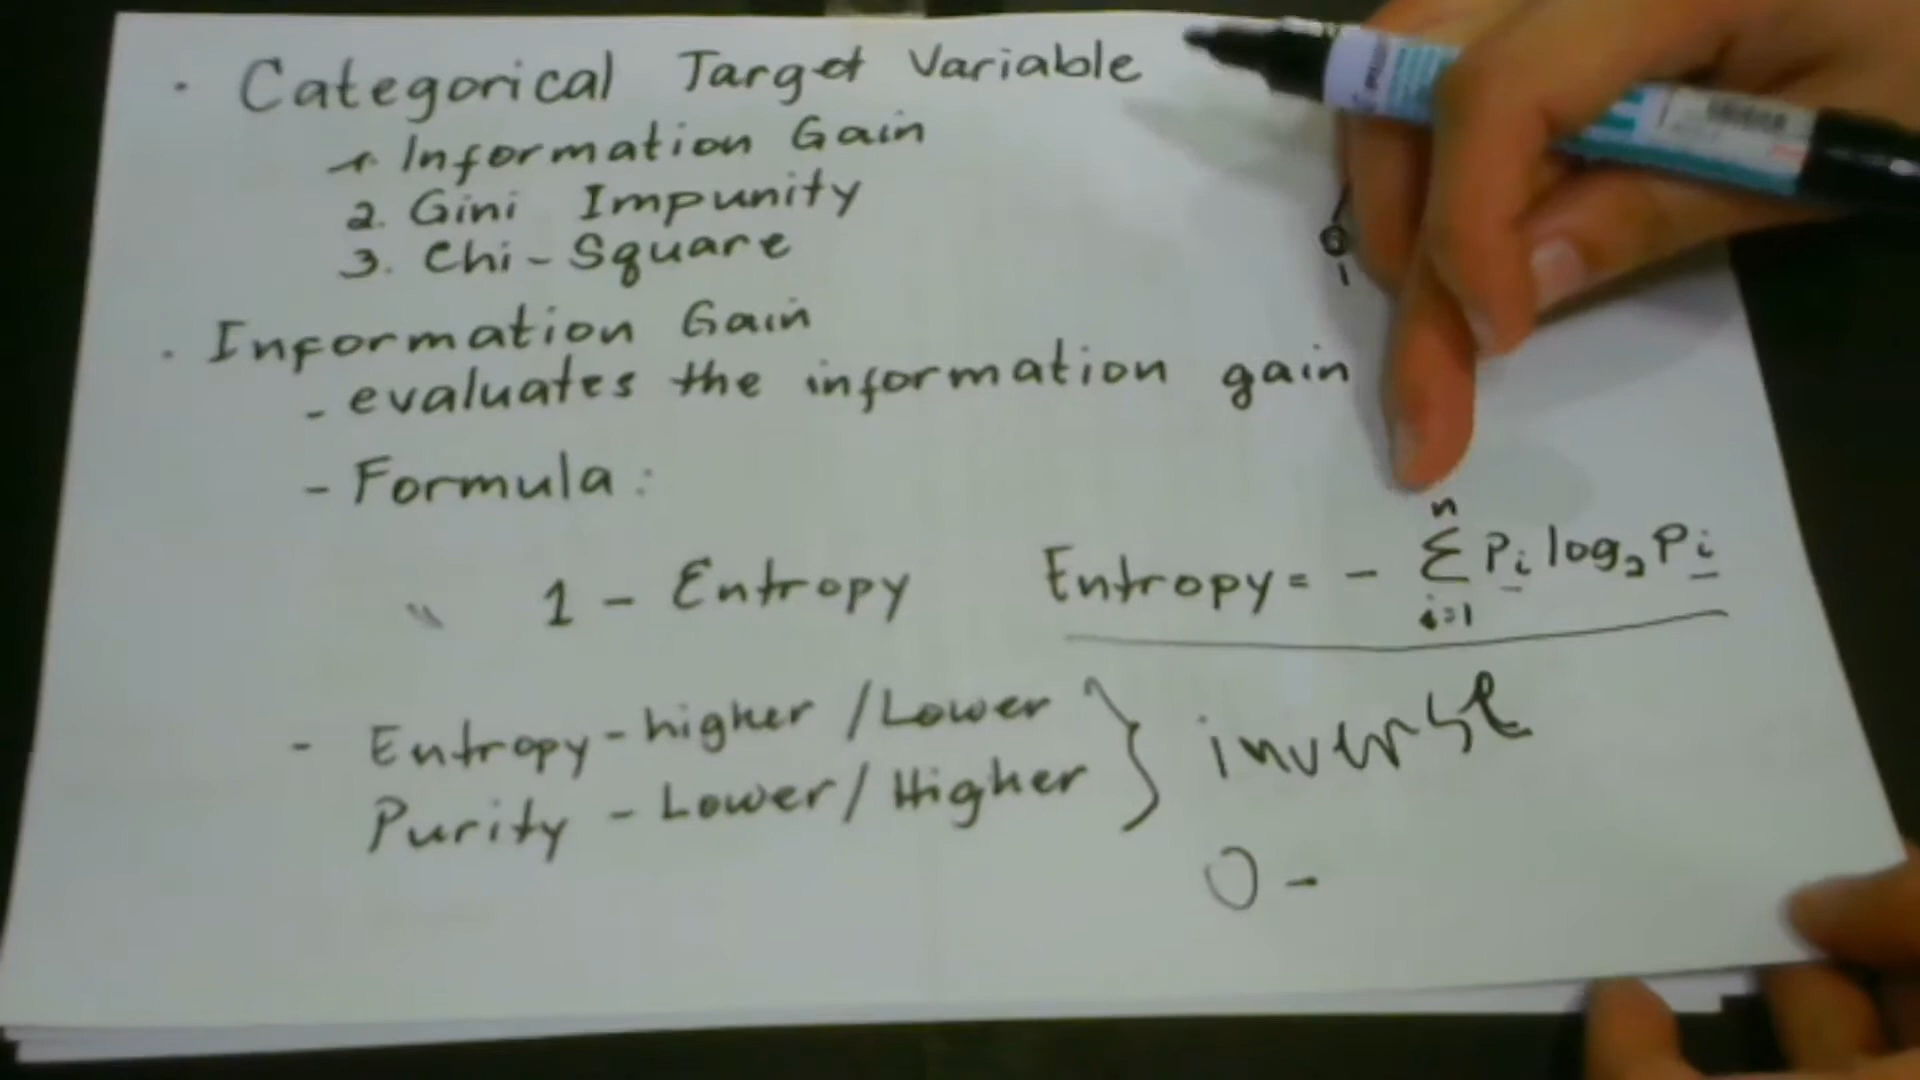 • Categorical Target Variable
1. Information Gain
2. Gini Impunity
3. Chi-Square
• Information Gain
- evaluates the information gain
- Formula:
1 - Entropy Entropy = - n Σ i=1 Pi log2 Pi
- Entropy - higher / Lower
Purity - Lower / Higher } inverse
0 -